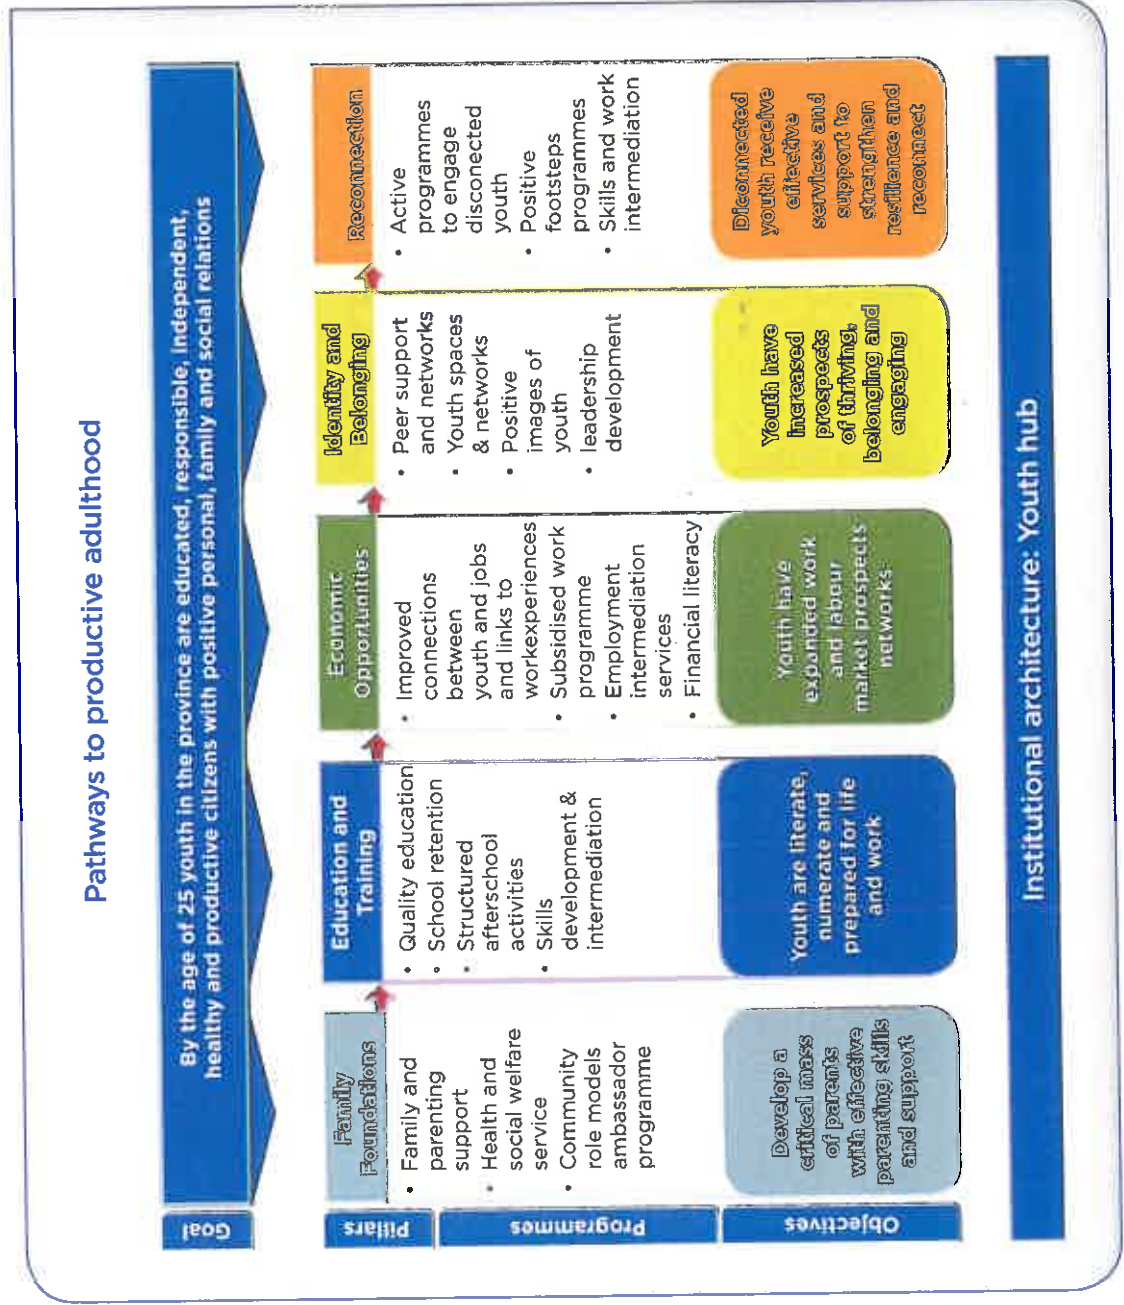 Pathways to productive adulthood
Goal
By the age of 25 youth in the province are educated, responsible, independent,
healthy and productive citizens with positive personal, family and social relations
Pillars
Family
Foundations
Education and
Training
Economic
Opportunities
Identity and
Belonging
Reconnection
Programmes
• Family and
parenting
support
• Health and
social welfare
service
• Community
role models
ambassador
programme
• Quality education
• School retention
• Structured
afterschool
activities
• Skills
development &
intermediation
• Improved
connections
between
youth and jobs
and links to
workexperiences
• Subsidised work
programme
• Employment
intermediation
services
• Financial literacy
• Peer support
and networks
• Youth spaces
& networks
• Positive
images of
youth
• leadership
development
• Active
programmes
to engage
disconected
youth
• Positive
footsteps
programmes
• Skills and work
intermediation
Objectives
Develop a
critical mass
of parents
with effective
parenting skills
and support
Youth are literate,
numerate and
prepared for life
and work
Youth have
expanded work
and labour
market prospects
networks
Youth have
increased
prospects
of thriving,
belonging and
engaging
Diconnected
youth receive
effective
services and
support to
strengthen
resilience and
reconnect
Institutional architecture: Youth hub